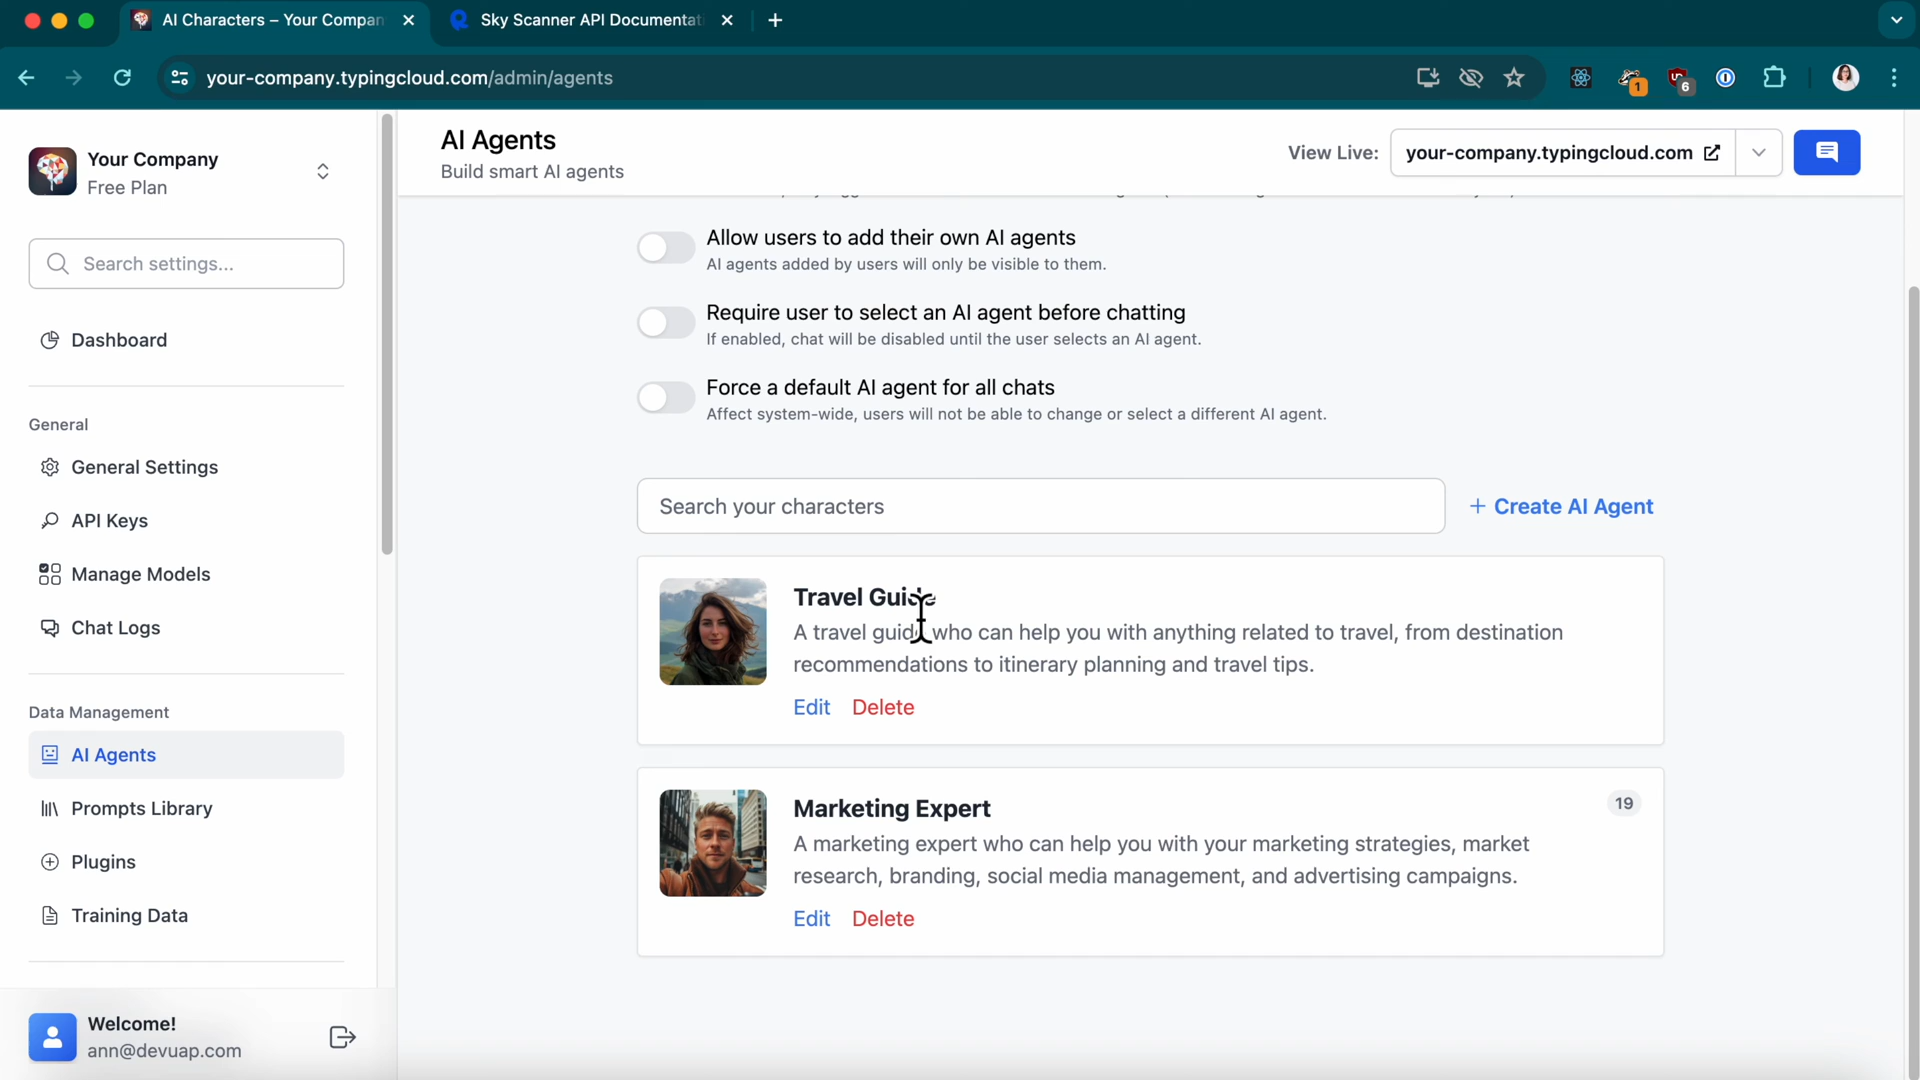 AI Characters – Your Compan
Sky Scanner API Documentat
your-company.typingcloud.com/admin/agents
1
6
Your Company
Free Plan
Search settings...
Dashboard
General
General Settings
API Keys
Manage Models
Chat Logs
Data Management
AI Agents
Prompts Library
Plugins
Training Data
Welcome!
ann@devuap.com
AI Agents
Build smart AI agents
View Live:
your-company.typingcloud.com
Allow users to add their own AI agents
AI agents added by users will only be visible to them.
Require user to select an AI agent before chatting
If enabled, chat will be disabled until the user selects an AI agent.
Force a default AI agent for all chats
Affect system-wide, users will not be able to change or select a different AI agent.
Search your characters
+ Create AI Agent
Travel Guide
A travel guide who can help you with anything related to travel, from destination
recommendations to itinerary planning and travel tips.
Edit Delete
Marketing Expert
19
A marketing expert who can help you with your marketing strategies, market
research, branding, social media management, and advertising campaigns.
Edit Delete